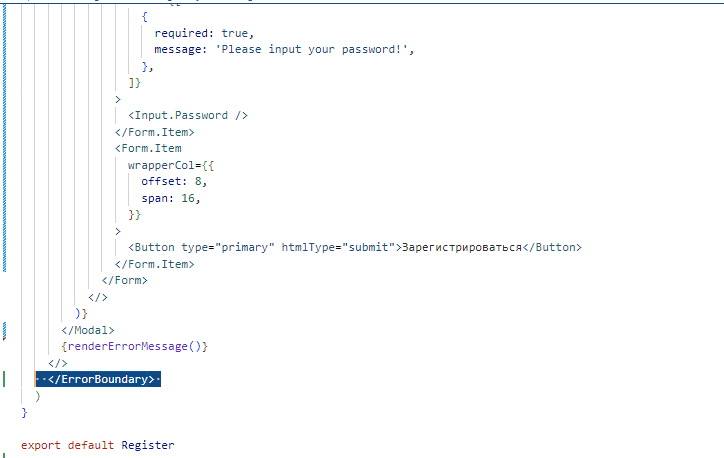 {
required: true,
message: 'Please input your password!',
},
]}
>
<Input.Password />
</Form.Item>
<Form.Item
wrapperCol={{
offset: 8,
span: 16,
}}
>
<Button type="primary" htmlType="submit">Зарегистрироваться</Button>
</Form.Item>
</Form>
</>
)}
</Modal>
{renderErrorMessage()}
</>
</ErrorBoundary>
)
}
export default Register